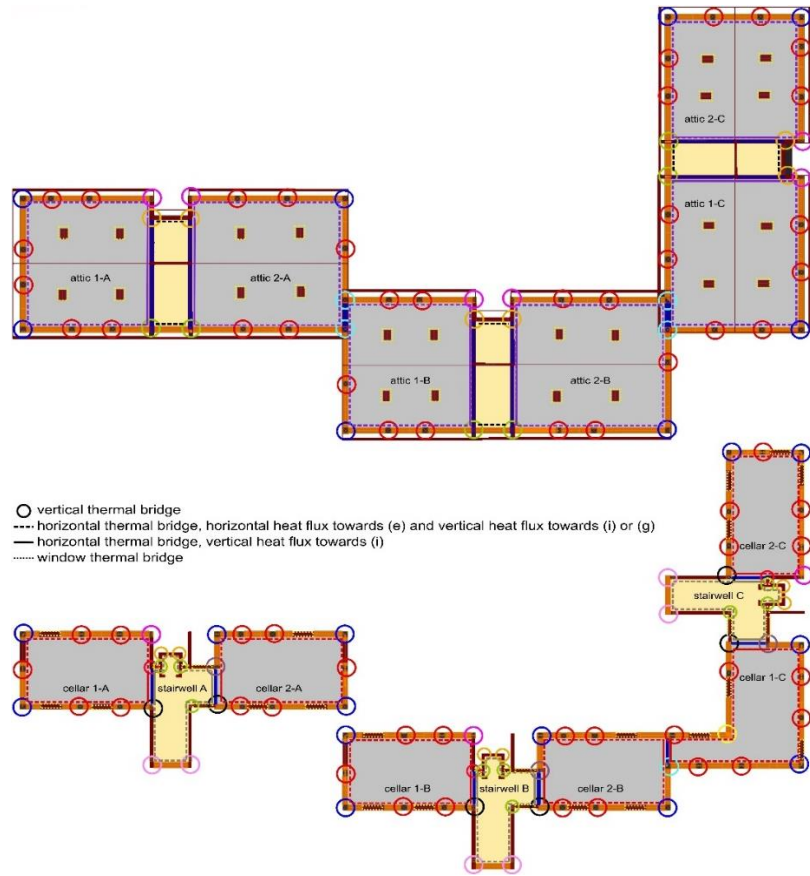 attic 2-C
attic 1-C
attic 1-A
attic 2-A
attic 1-B
attic 2-B
vertical thermal bridge
horizontal thermal bridge, horizontal heat flux towards (e) and vertical heat flux towards (i) or (g)
horizontal thermal bridge, vertical heat flux towards (i)
window thermal bridge
cellar 2-C
stairwell C
cellar 1-C
cellar 1-A
stairwell A
cellar 2-A
cellar 1-B
stairwell B
cellar 2-B